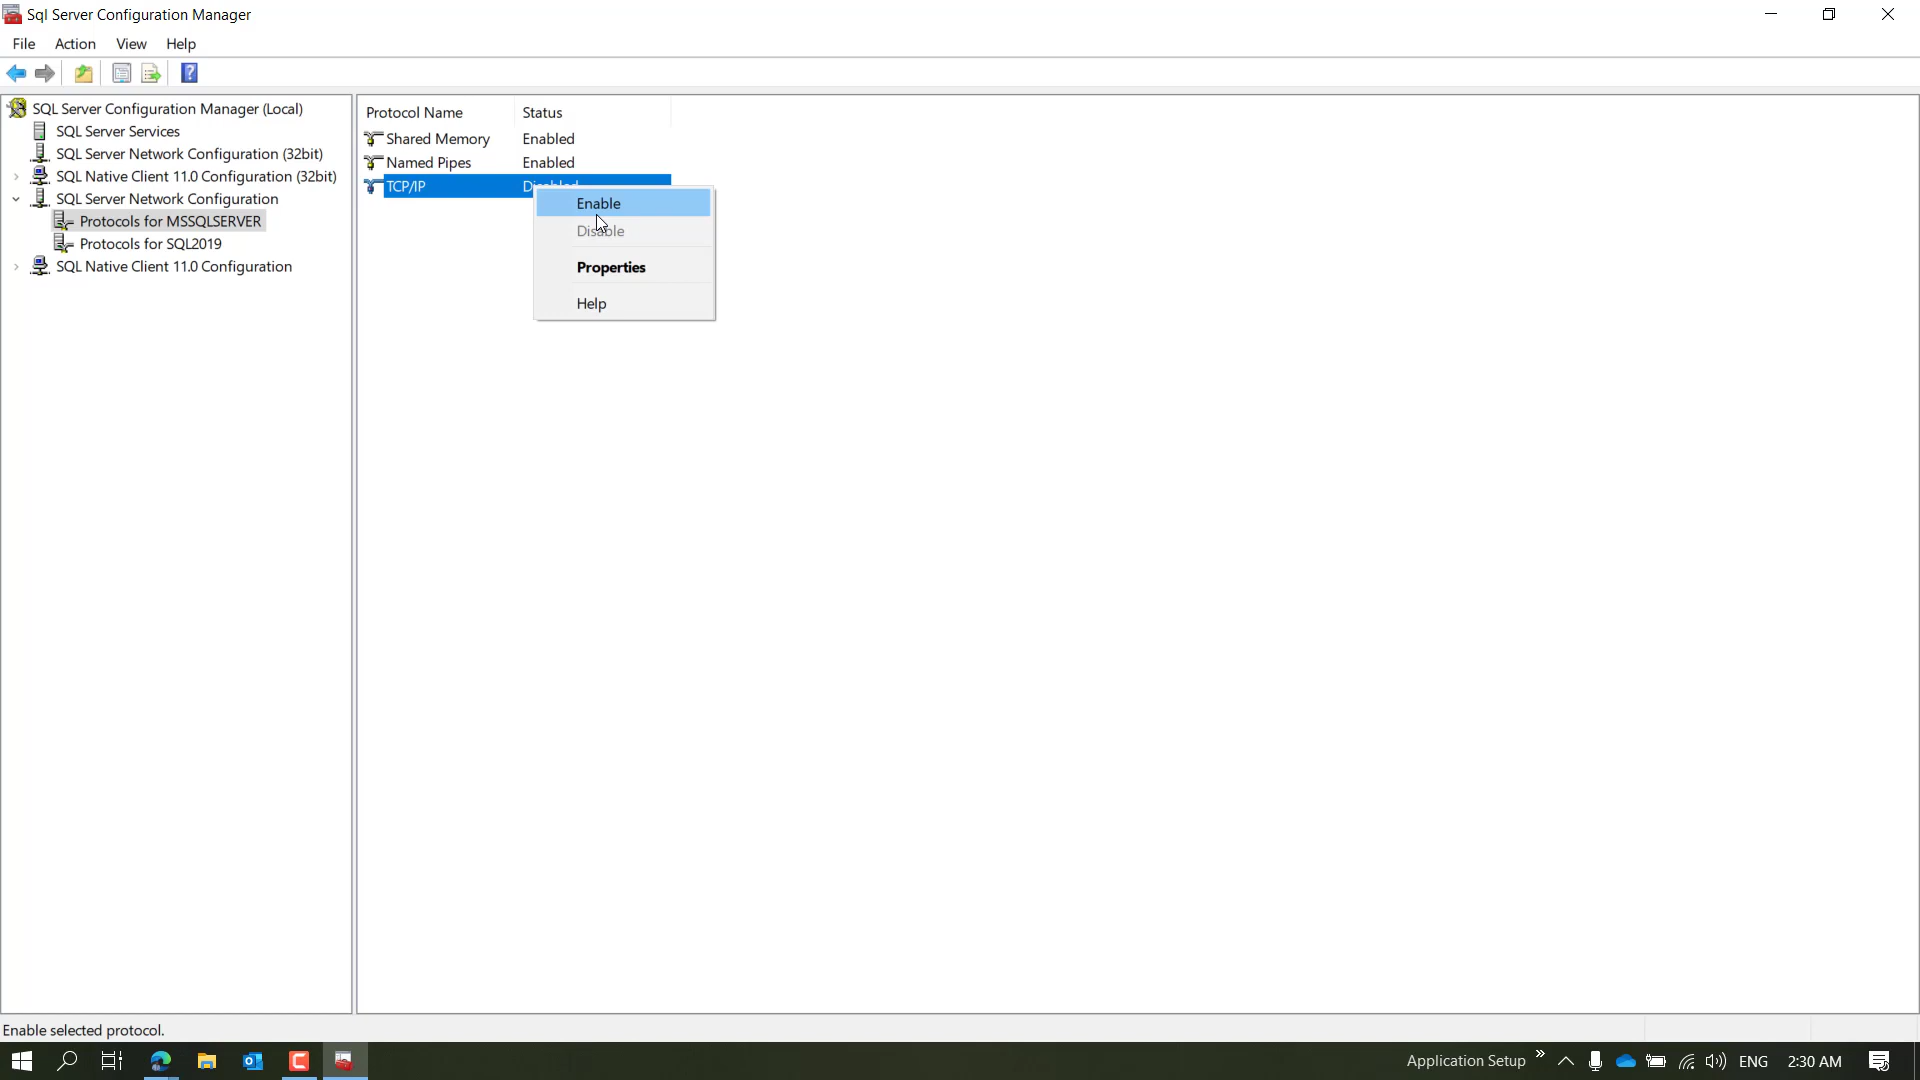 Sql Server Configuration Manager
File Action View Help
SQL Server Configuration Manager (Local)
SQL Server Services
SQL Server Network Configuration (32bit)
SQL Native Client 11.0 Configuration (32bit)
SQL Server Network Configuration
Protocols for MSSQLSERVER
Protocols for SQL2019
SQL Native Client 11.0 Configuration
Protocol Name Status
Shared Memory Enabled
Named Pipes Enabled
TCP/IP Disabled
Enable
Disable
Properties
Help
Enable selected protocol.
Application Setup » ENG 2:30 AM